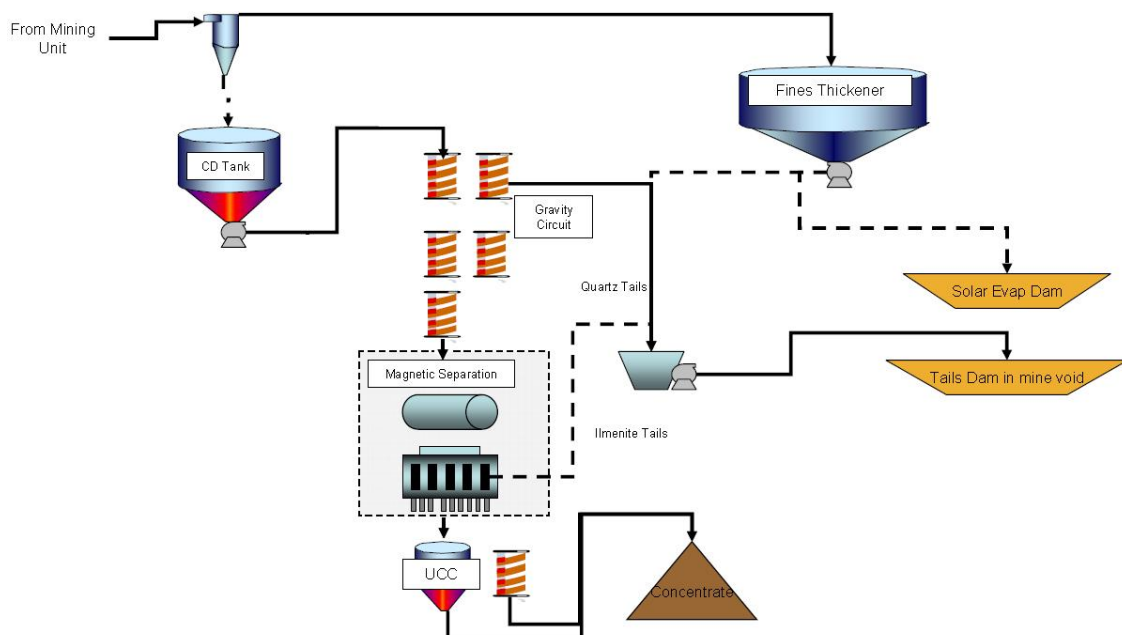 From Mining
Unit
Fines Thickener
CD Tank
Gravity
Circuit
Quartz Tails
Solar Evap Dam
Magnetic Separation
Tails Dam in mine void
Ilmenite Tails
UCC
Concentrate